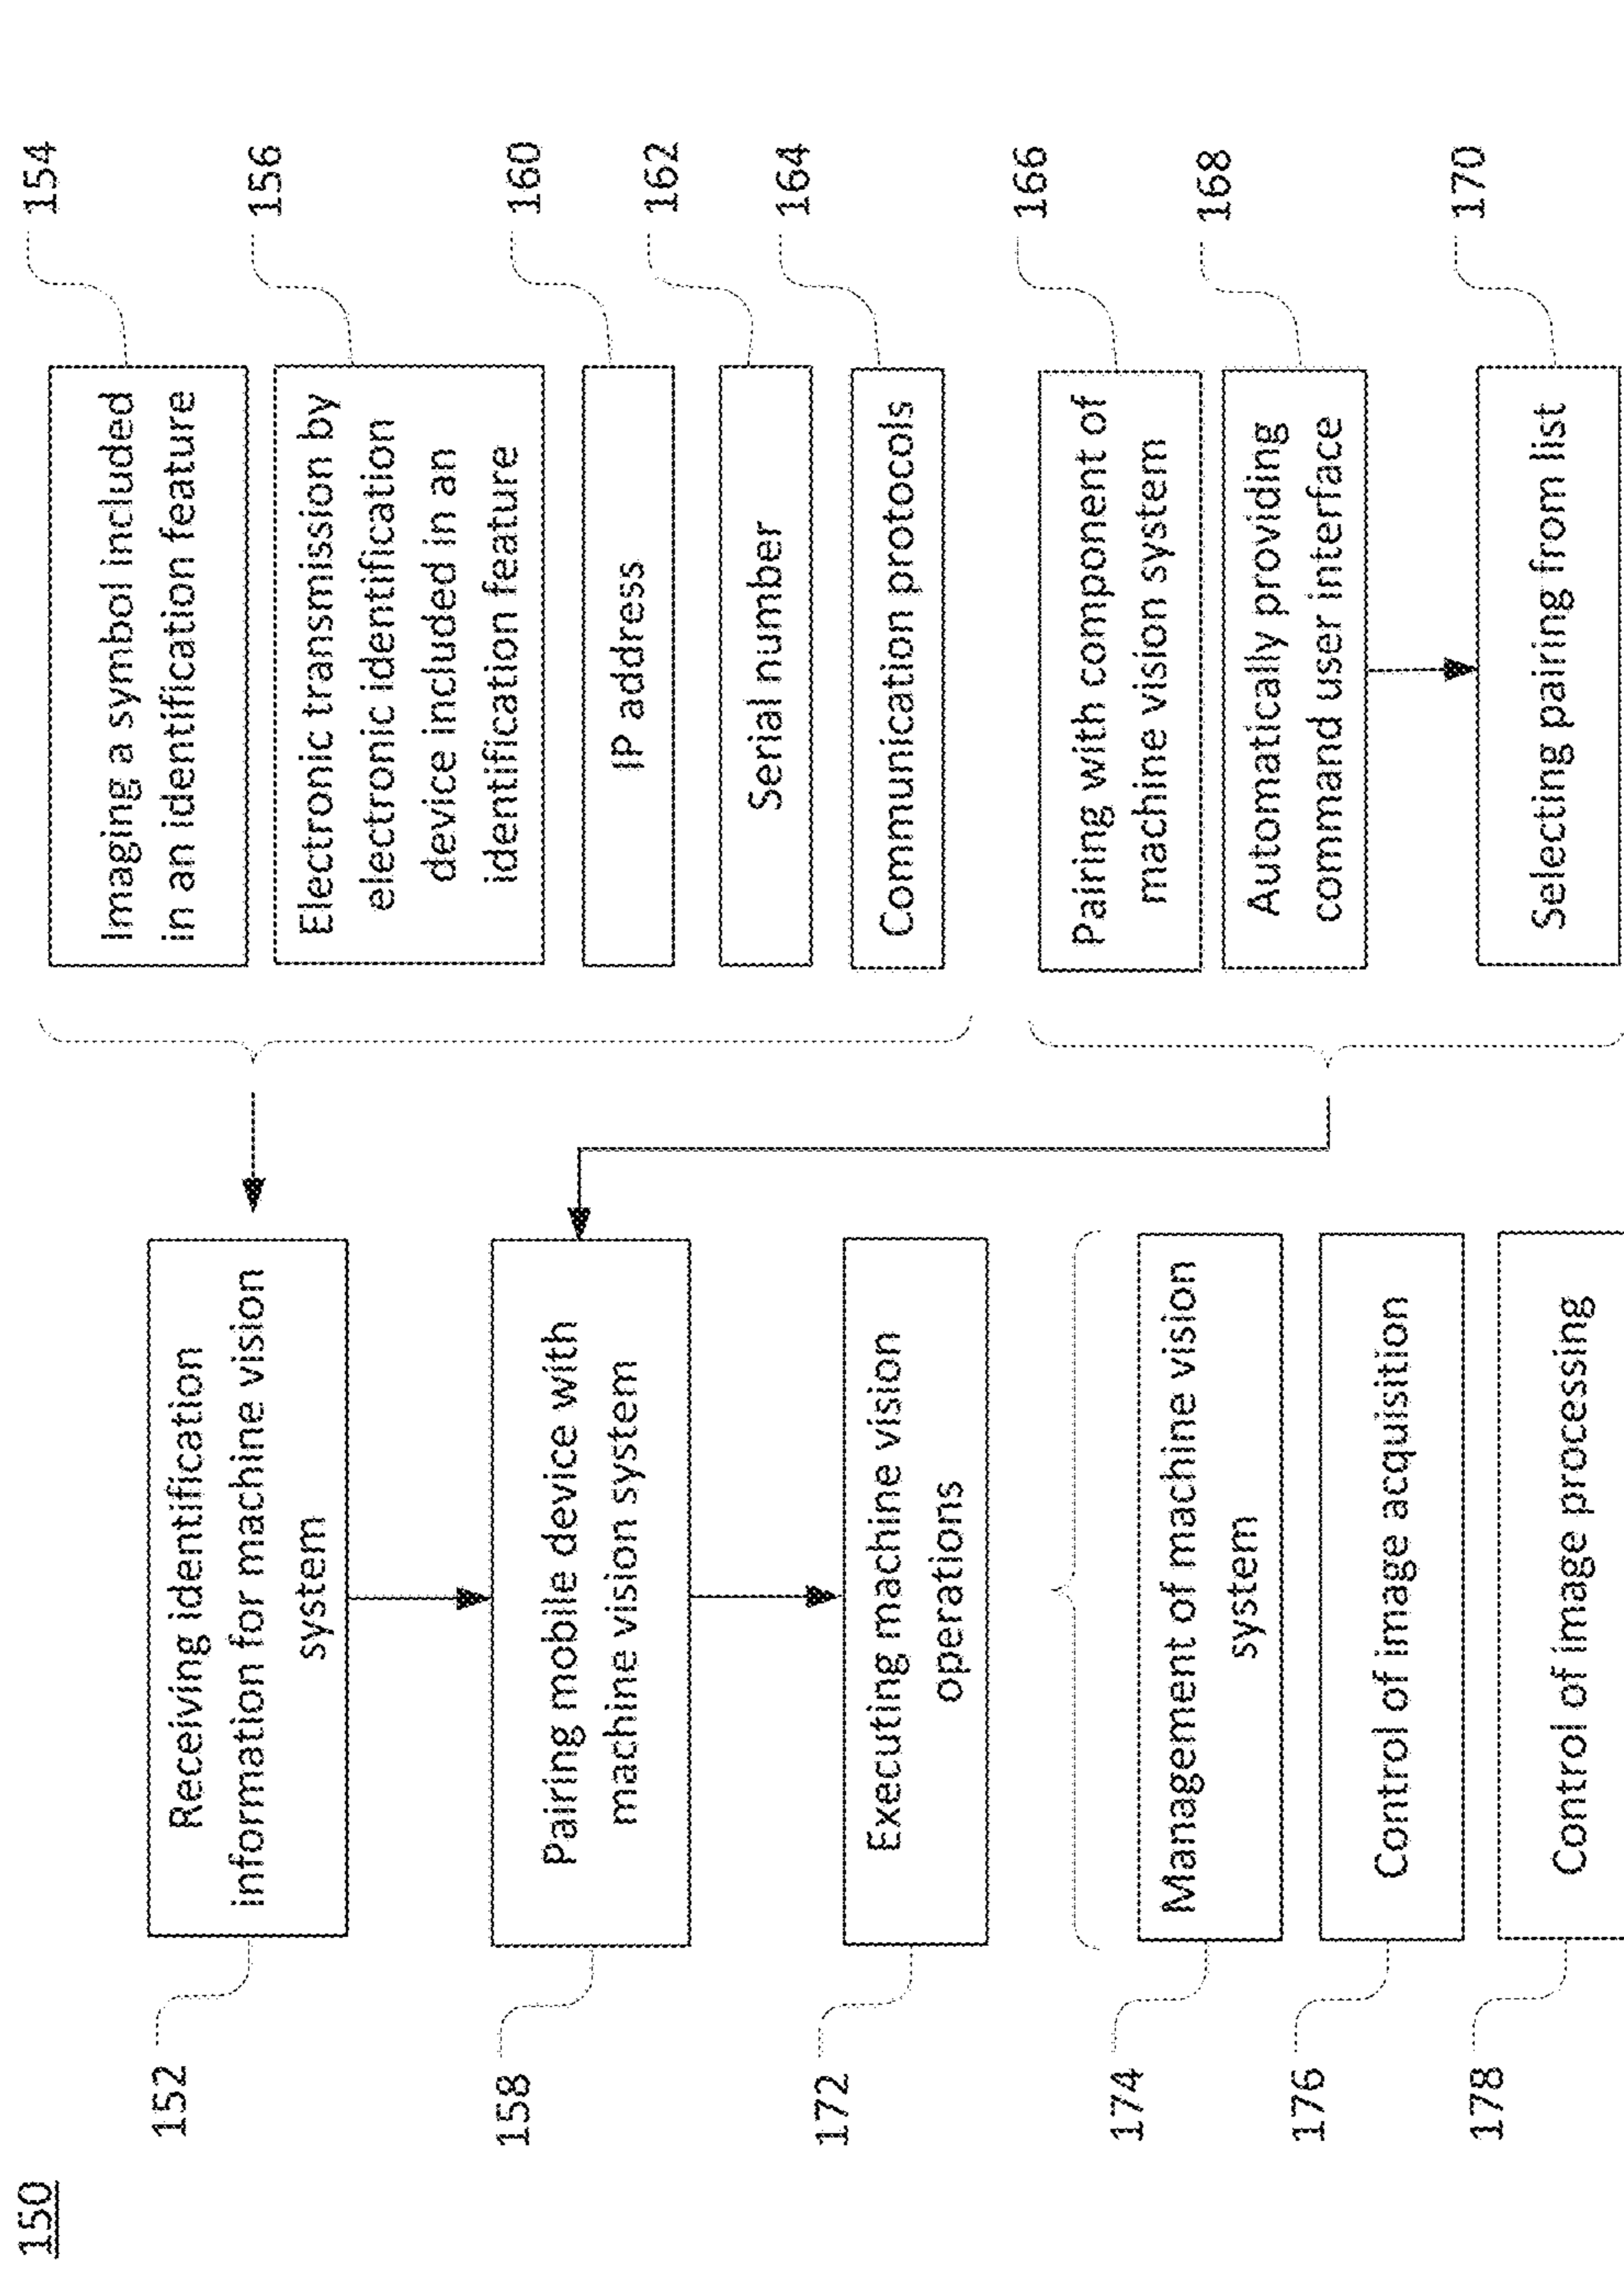 150
152
Receiving identification
information for machine vision
system
158
Pairing mobile device with
machine vision system
172
Executing machine vision
operations
174
Management of machine vision
system
176
Control of image acquisition
178
Control of image processing
Imaging a symbol included
in an identification feature
154
Electronic transmission by
electronic identification
device included in an
identification feature
156
IP address
160
Serial number
162
Communication protocols
164
Pairing with component of
machine vision system
166
Automatically providing
command user interface
168
Selecting pairing from list
170